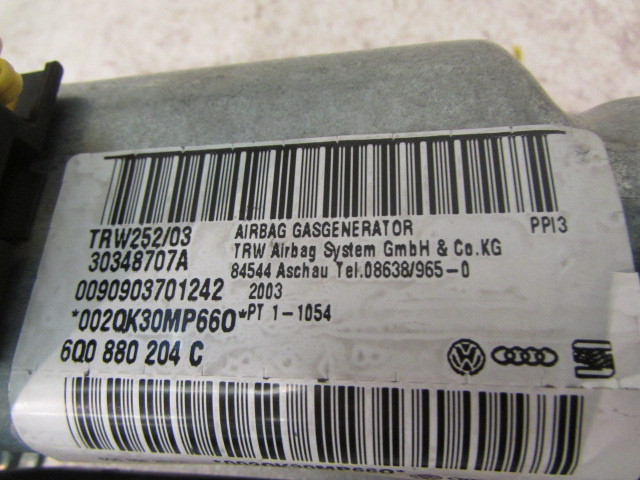 TRW252/03 AIRBAG GASGENERATOR PPI3
30348707A TRW Airbag System GmbH & Co.KG
84544 Aschau Tel.08638/965-0
0090903701242 2003
*002QK30MP660* PT 1-1054
6Q0 880 204 C